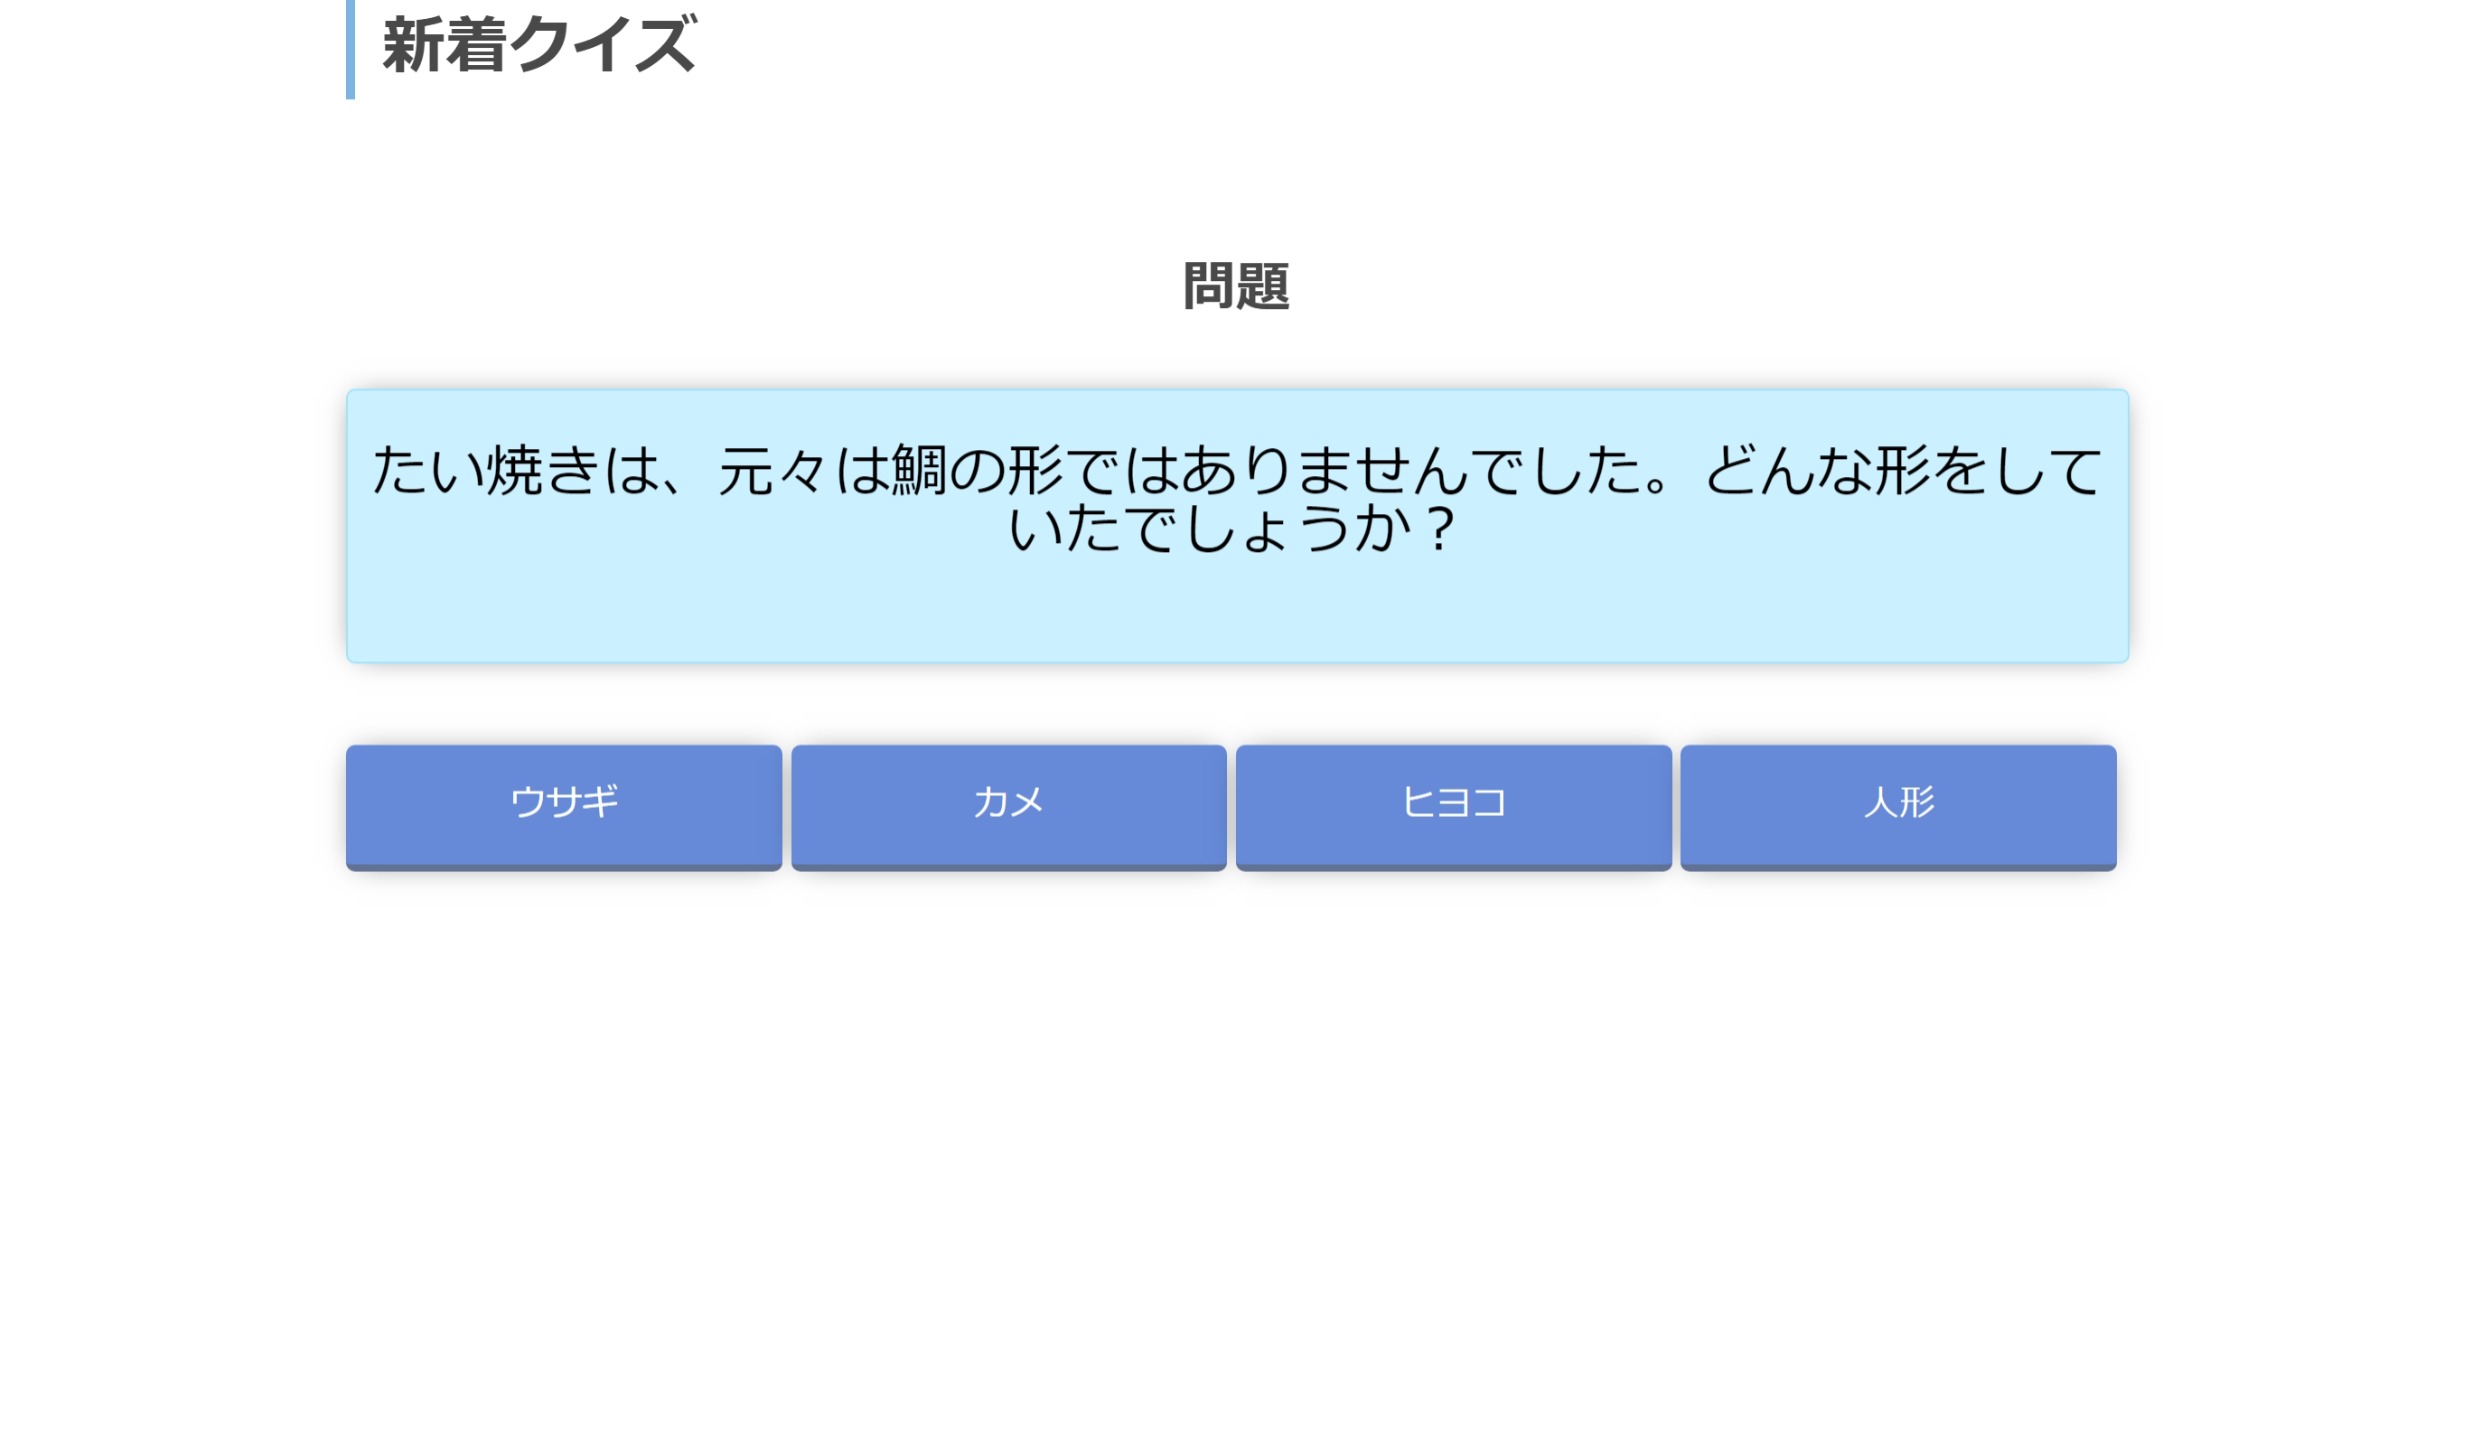 新着クイズ
問題
たい焼きは、元々は鯛の形ではありませんでした。どんな形をして
いたでしょうか？
ウサギ
カメ
ヒヨコ
人形